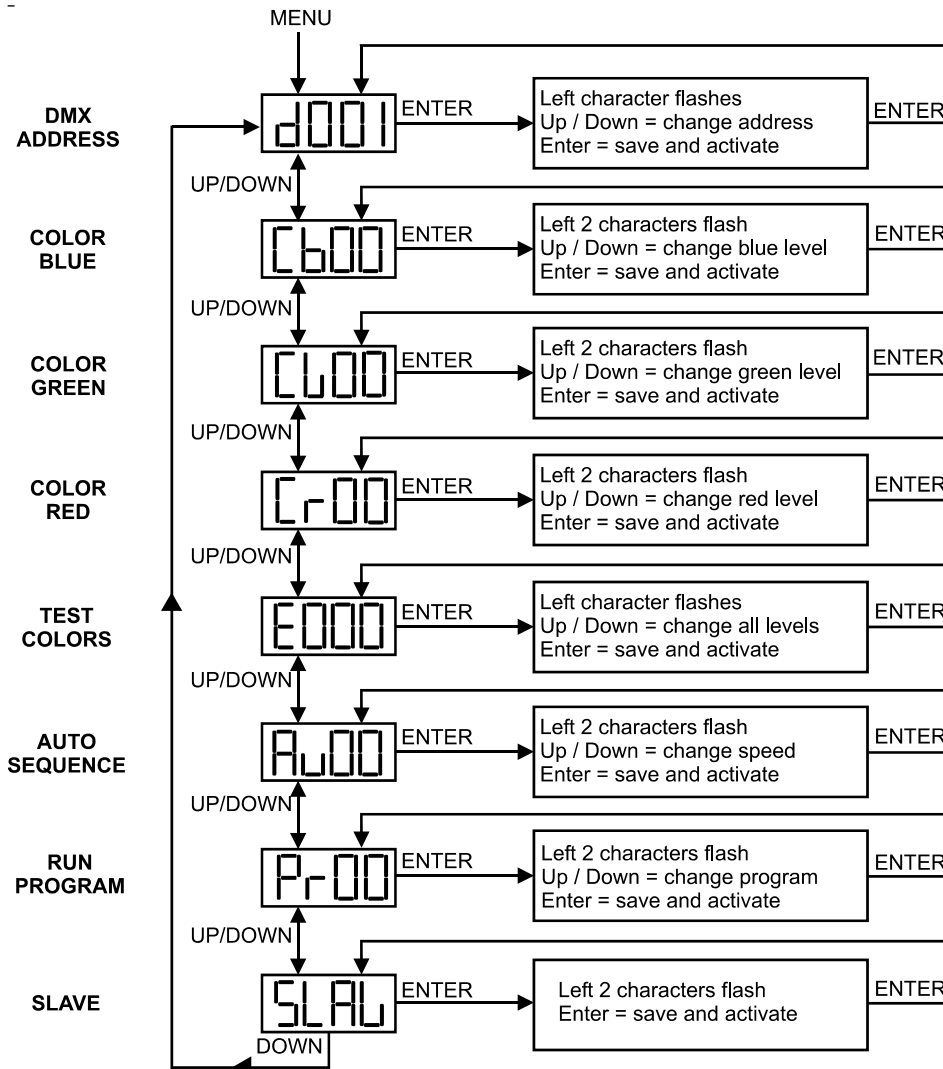 MENU
DMX
ADDRESS
d001
ENTER
Left character flashes
Up / Down = change address
Enter = save and activate
ENTER
UP/DOWN
COLOR
BLUE
Cb00
ENTER
Left 2 characters flash
Up / Down = change blue level
Enter = save and activate
ENTER
UP/DOWN
COLOR
GREEN
Cu00
ENTER
Left 2 characters flash
Up / Down = change green level
Enter = save and activate
ENTER
UP/DOWN
COLOR
RED
Cr00
ENTER
Left 2 characters flash
Up / Down = change red level
Enter = save and activate
ENTER
UP/DOWN
TEST
COLORS
E000
ENTER
Left character flashes
Up / Down = change all levels
Enter = save and activate
ENTER
UP/DOWN
AUTO
SEQUENCE
Au00
ENTER
Left 2 characters flash
Up / Down = change speed
Enter = save and activate
ENTER
UP/DOWN
RUN
PROGRAM
Pr00
ENTER
Left 2 characters flash
Up / Down = change program
Enter = save and activate
ENTER
UP/DOWN
SLAVE
SLAU
ENTER
Left 2 characters flash
Enter = save and activate
ENTER
DOWN